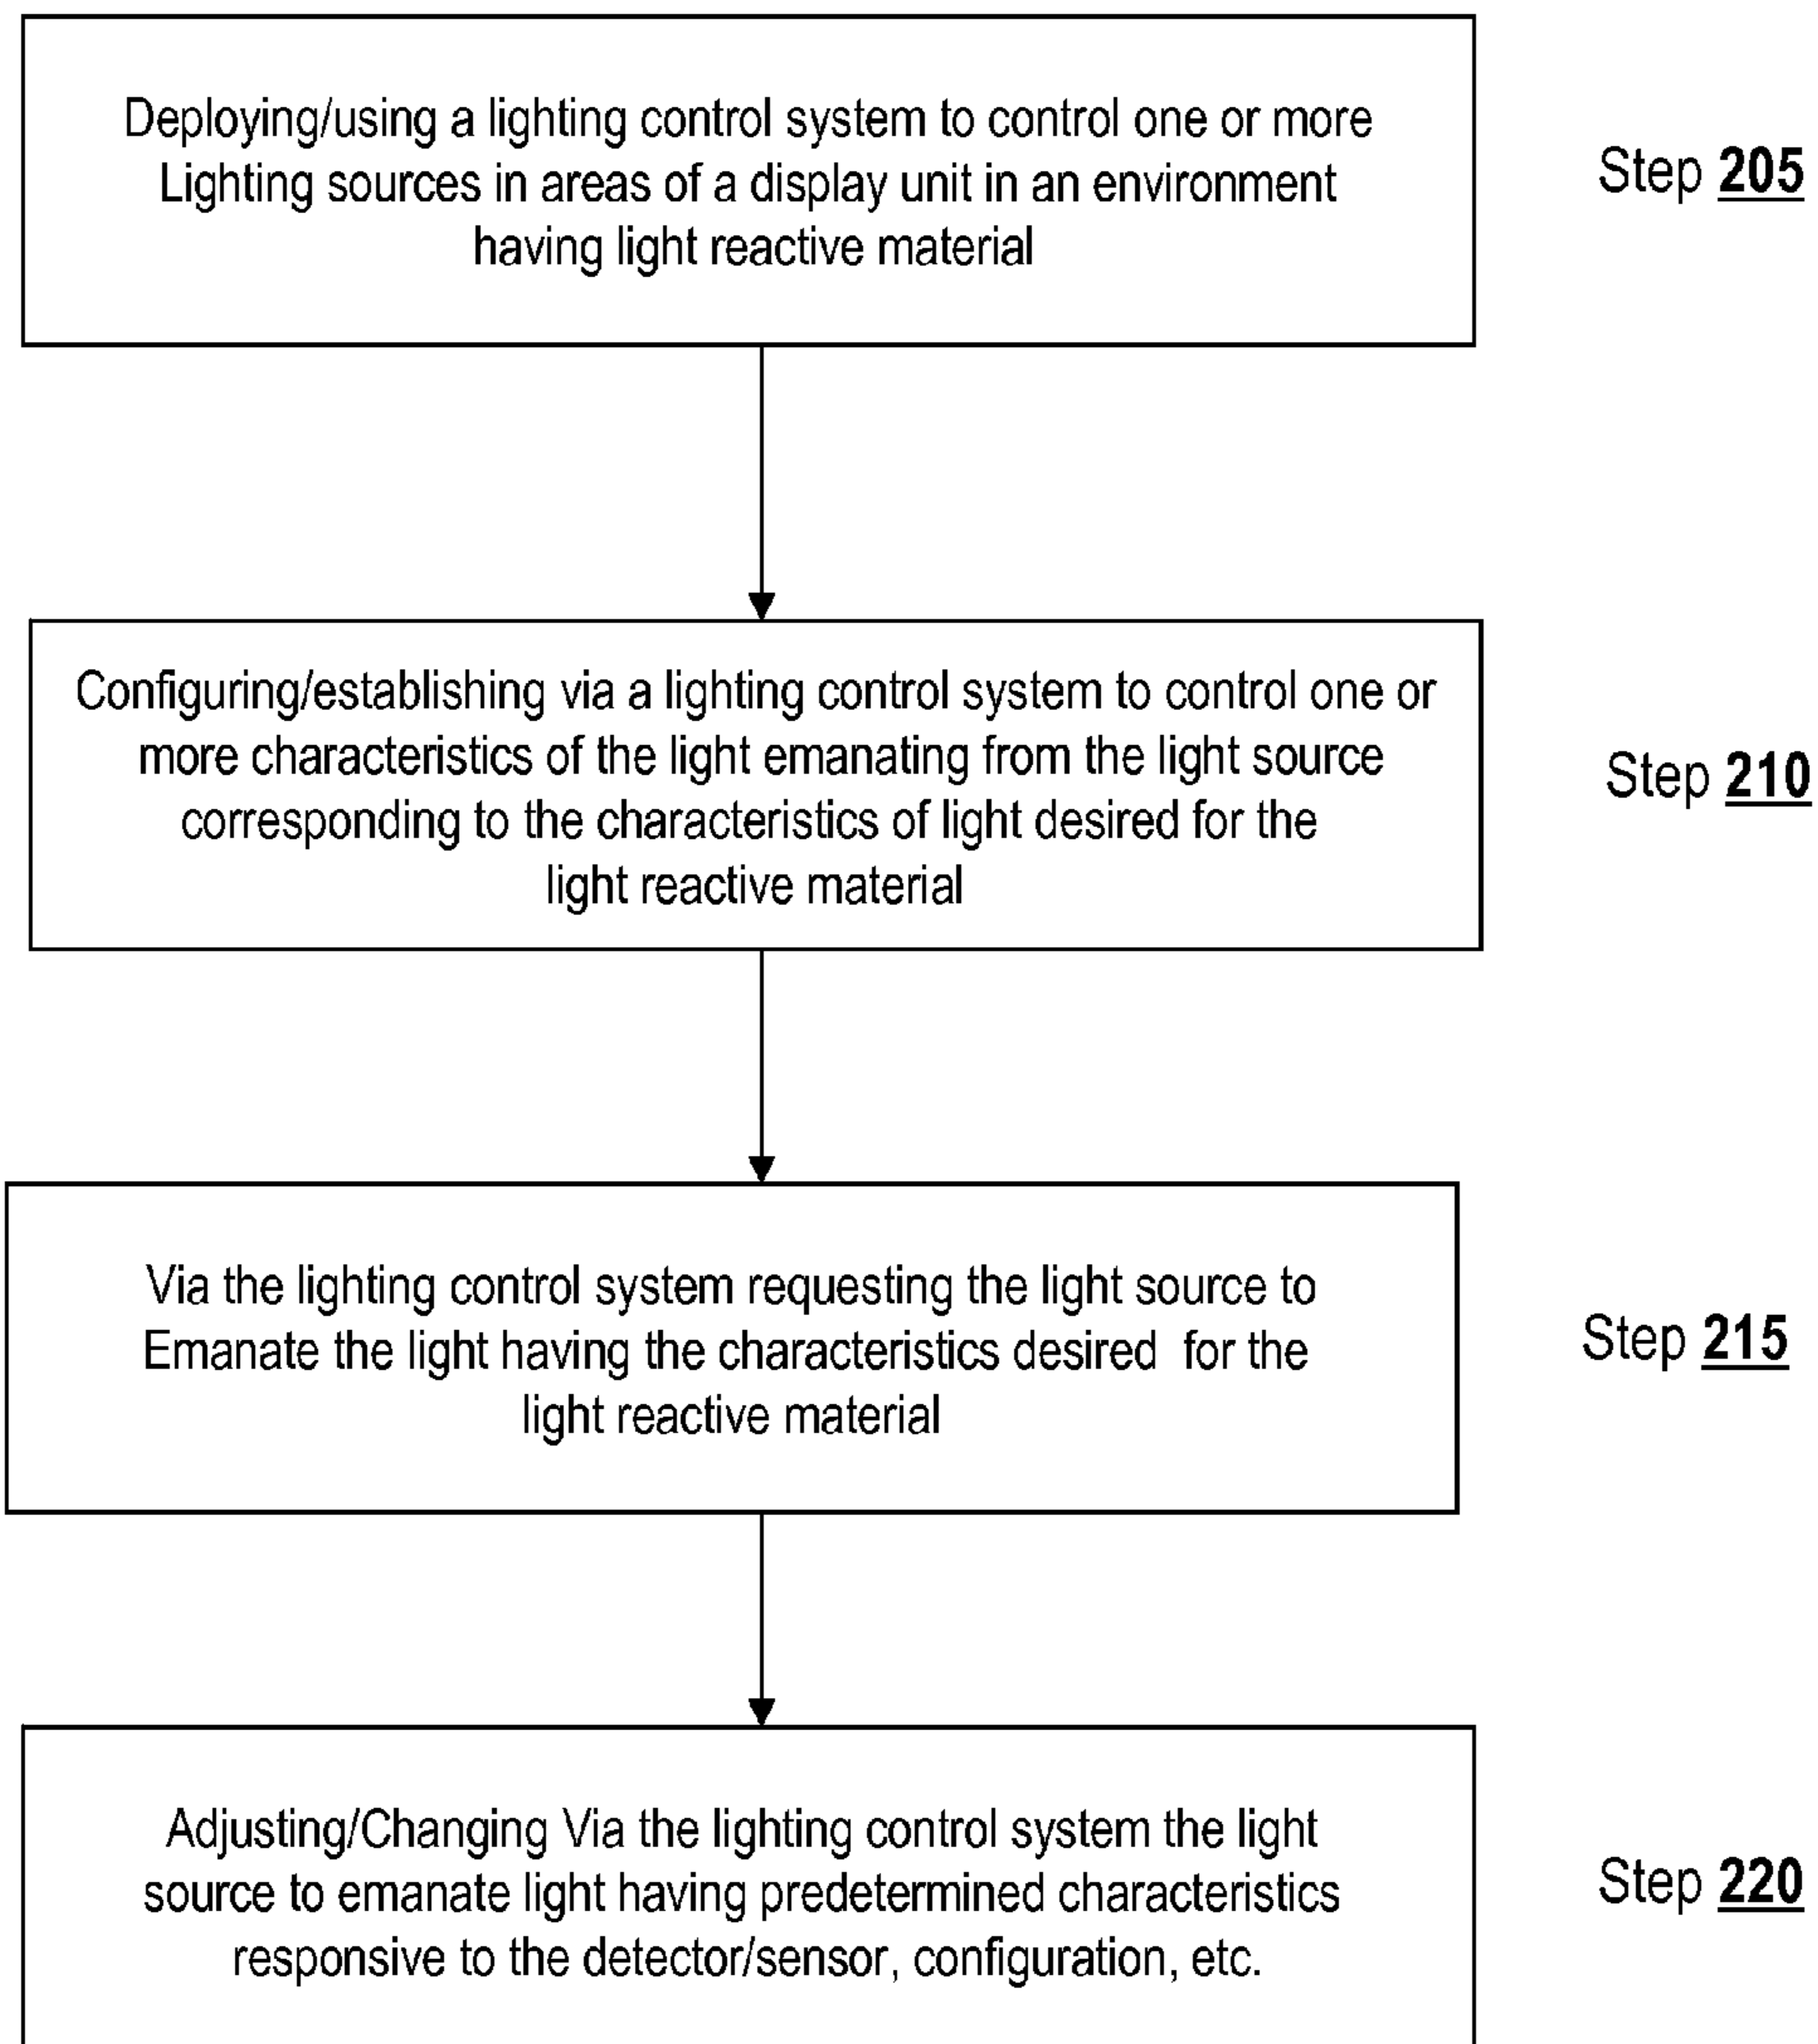 Deploying/using a lighting control system to control one or more
Lighting sources in areas of a display unit in an environment
having light reactive material
Step 205
Configuring/establishing via a lighting control system to control one or
more characteristics of the light emanating from the light source
corresponding to the characteristics of light desired for the
light reactive material
Step 210
Via the lighting control system requesting the light source to
Emanate the light having the characteristics desired for the
light reactive material
Step 215
Adjusting/Changing Via the lighting control system the light
source to emanate light having predetermined characteristics
responsive to the detector/sensor, configuration, etc.
Step 220